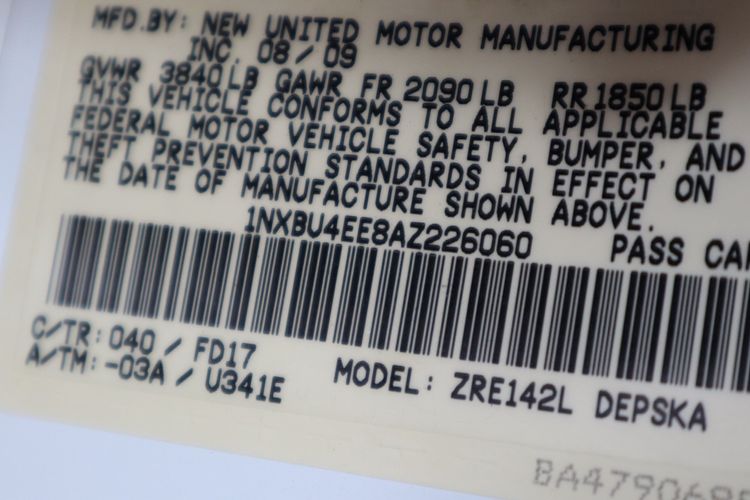 MFD.BY: NEW UNITED MOTOR MANUFACTURING
INC. 08/09
GVWR 3840LB GAWR FR 2090LB RR1850LB
THIS VEHICLE CONFORMS TO ALL APPLICABLE
FEDERAL MOTOR VEHICLE SAFETY, BUMPER, AND
THEFT PREVENTION STANDARDS IN EFFECT ON
THE DATE OF MANUFACTURE SHOWN ABOVE.
1NXBU4EE8AZ226060 PASS CA
C/TR: 040 / FD17
A/TM: -03A / U341E
MODEL: ZRE142L DEPSKA